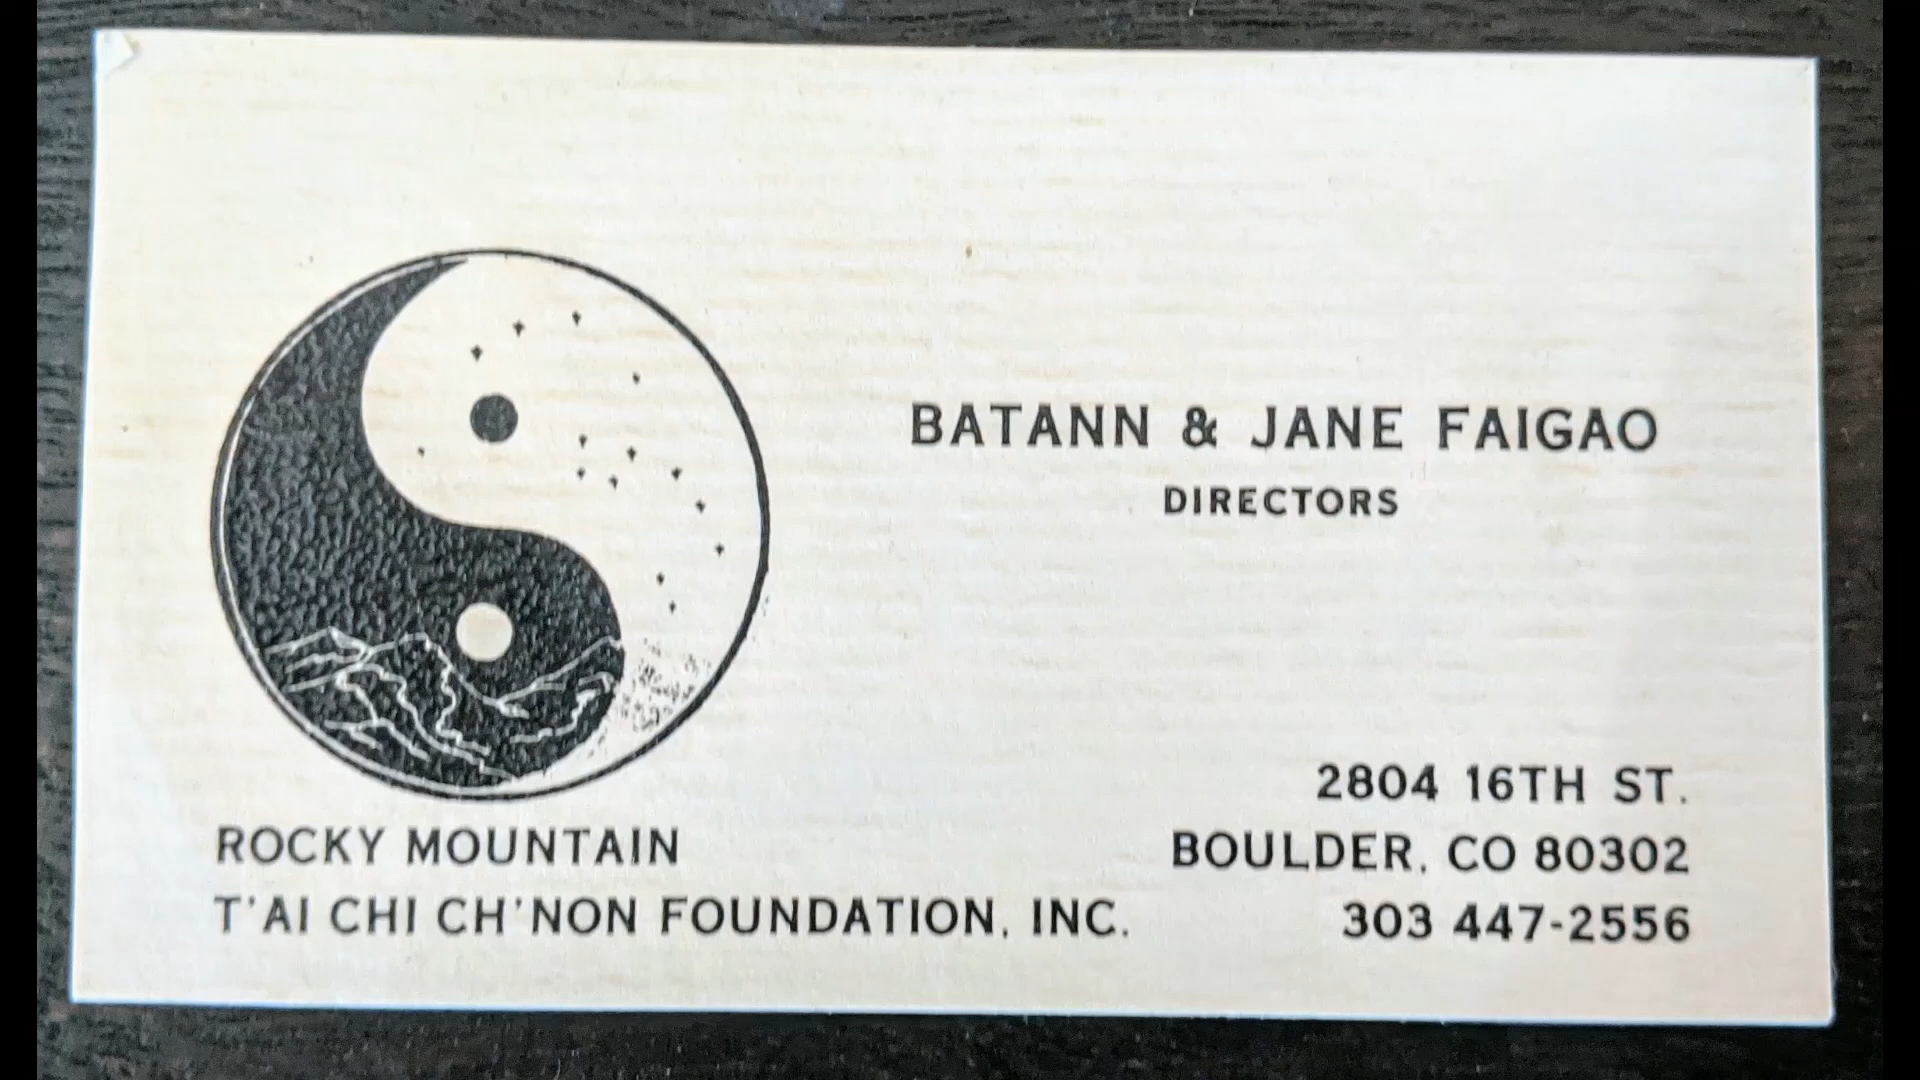 BATANN & JANE FAIGAO
DIRECTORS
ROCKY MOUNTAIN
T'AI CHI CH'NON FOUNDATION, INC.
2804 16TH ST.
BOULDER, CO 80302
303 447-2556